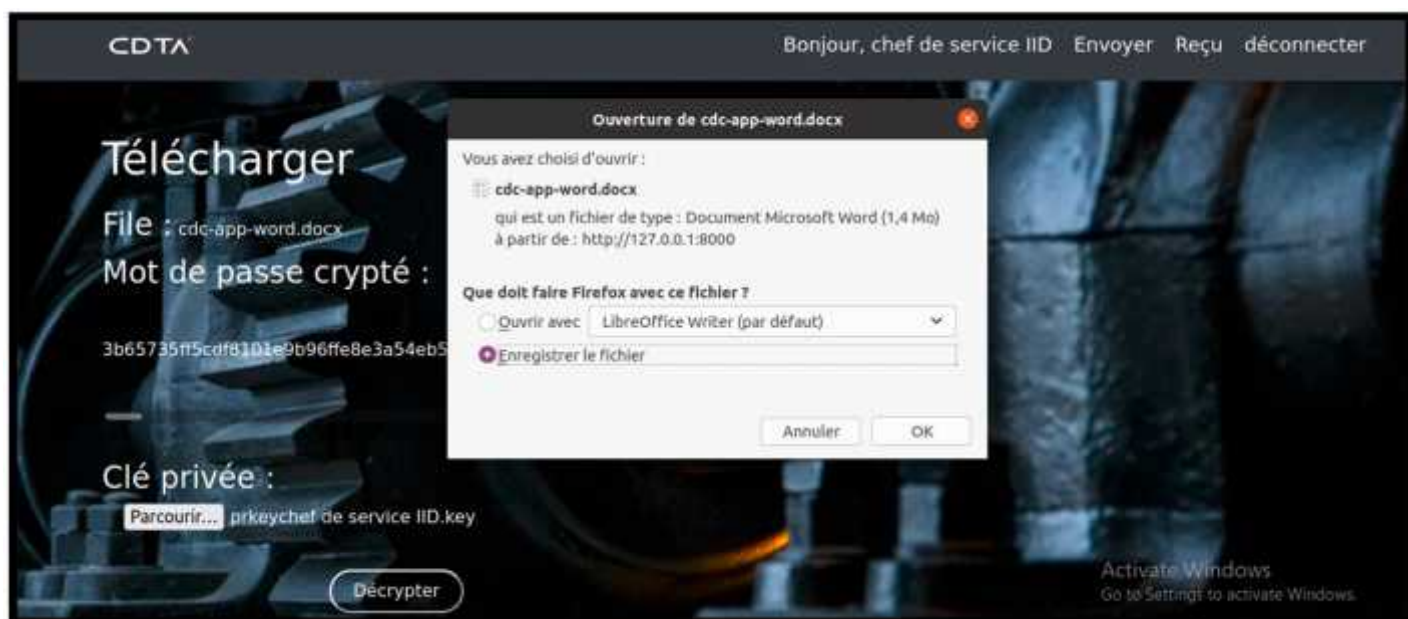 CDTA
Bonjour, chef de service IID Envoyer Reçu déconnecter
Télécharger
File : cdc-app-word.docx
Mot de passe crypté :
3b65735ff5cdf8101e9b96ffe8e3a54eb5
Clé privée :
Parcourir... prkeychef de service IID.key
Décrypter
Ouverture de cdc-app-word.docx
Vous avez choisi d'ouvrir :
cdc-app-word.docx
qui est un fichier de type : Document Microsoft Word (1,4 Mo)
à partir de : http://127.0.0.1:8000
Que doit faire Firefox avec ce fichier ?
Ouvrir avec LibreOffice Writer (par défaut)
Enregistrer le fichier
Annuler OK
Activate Windows
Go to Settings to activate Windows.